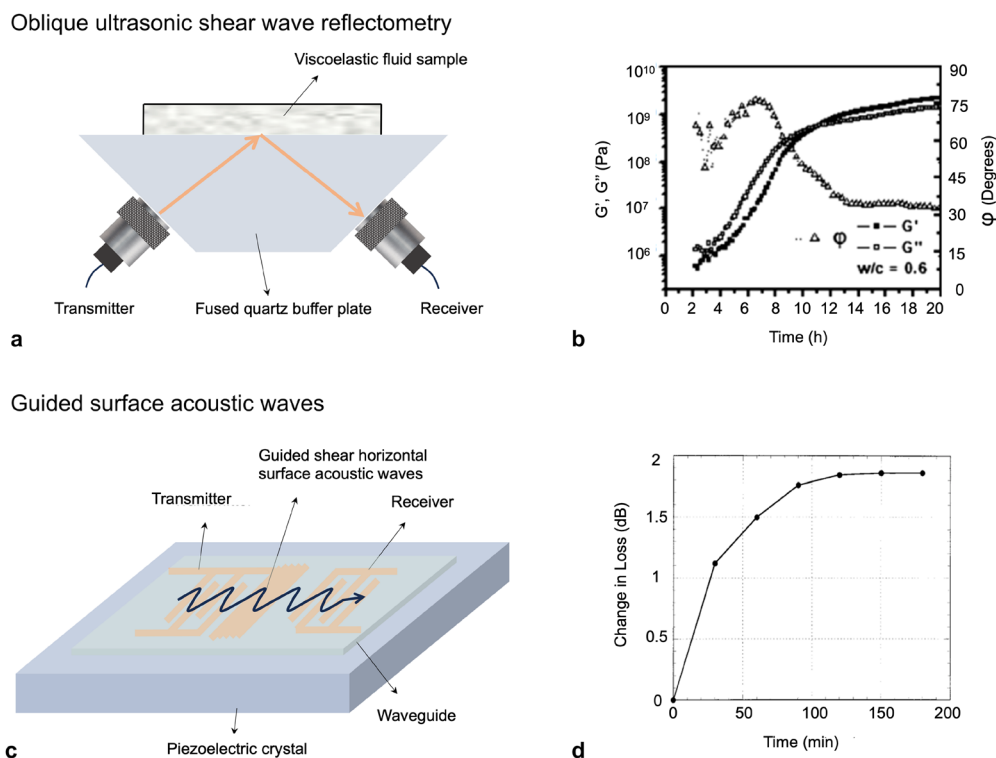 Oblique ultrasonic shear wave reflectometry
Viscoelastic fluid sample
Transmitter
Fused quartz buffer plate
Receiver
a
10¹⁰
10⁹
10⁸
10⁷
10⁶
G', G'' (Pa)
90
75
60
45
30
15
0
φ (Degrees)
φ
G'
G''
w/c = 0.6
0 2 4 6 8 10 12 14 16 18 20
Time (h)
b
Guided surface acoustic waves
Guided shear horizontal
surface acoustic waves
Transmitter
Receiver
Waveguide
Piezoelectric crystal
c
2
1.5
1
0.5
0
Change in Loss (dB)
0 50 100 150 200
Time (min)
d